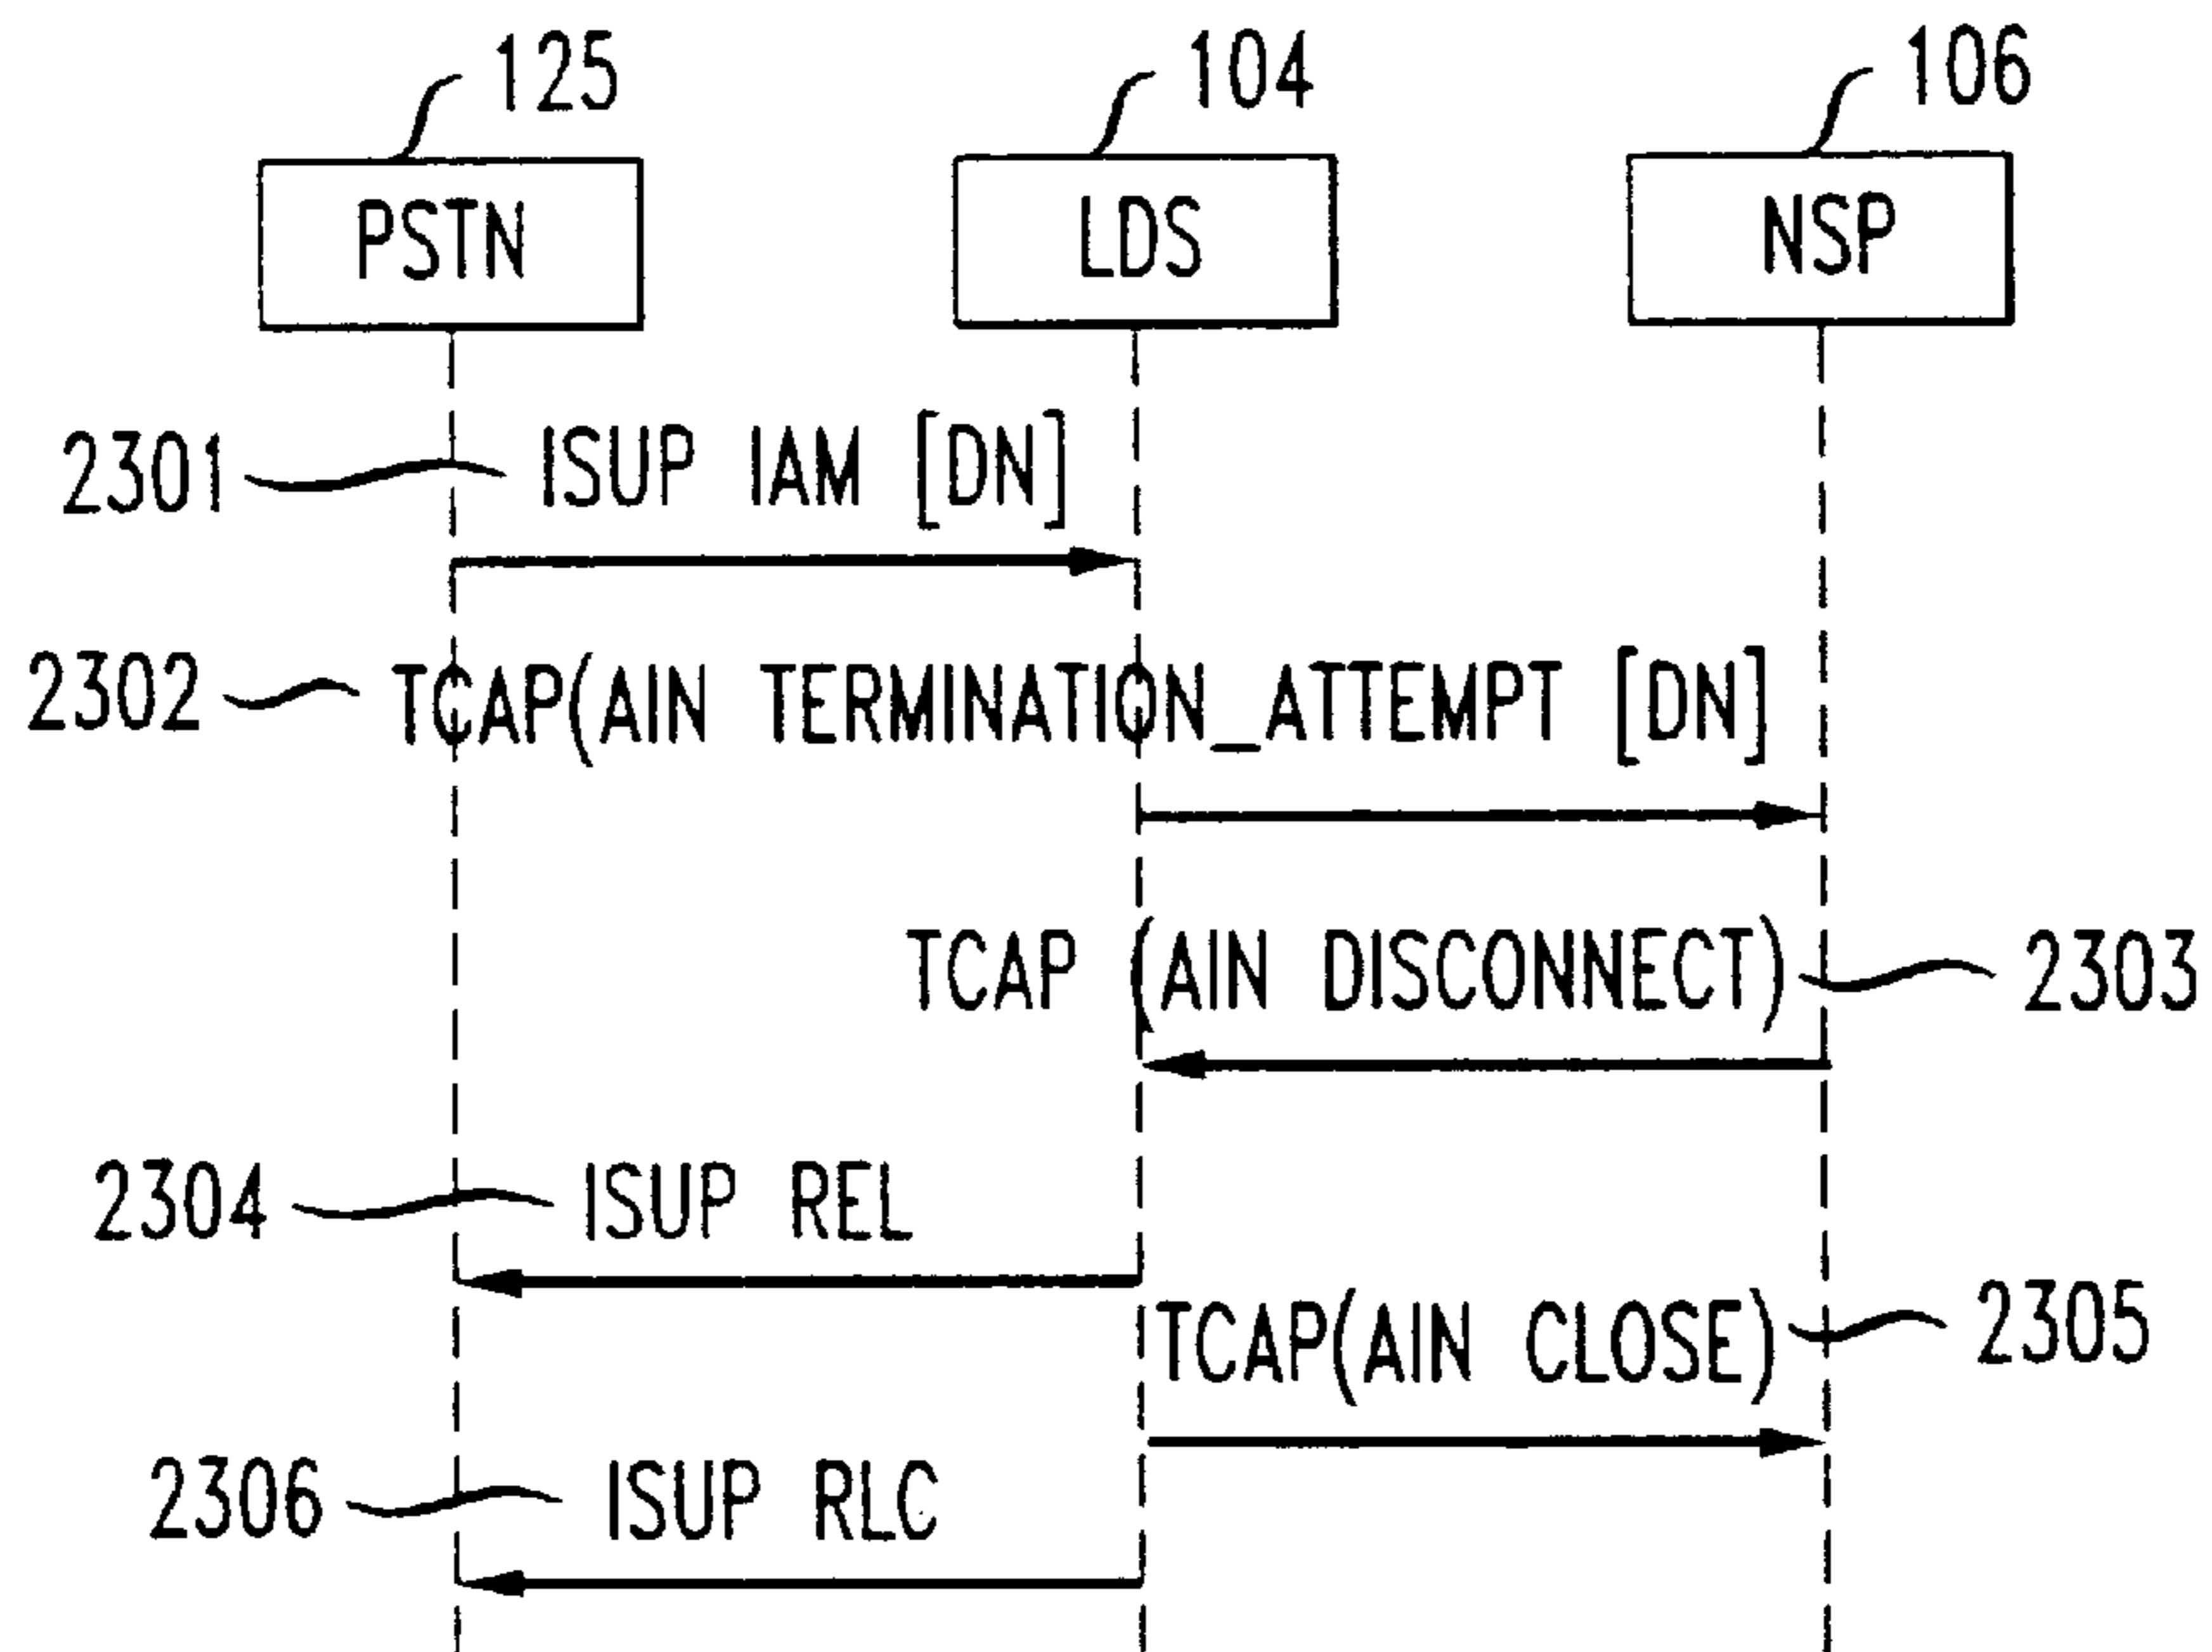 125 104 106
PSTN LDS NSP
2301 ISUP IAM [DN]
2302 TCAP(AIN TERMINATION_ATTEMPT [DN]
TCAP (AIN DISCONNECT) 2303
2304 ISUP REL
TCAP(AIN CLOSE) 2305
2306 ISUP RLC